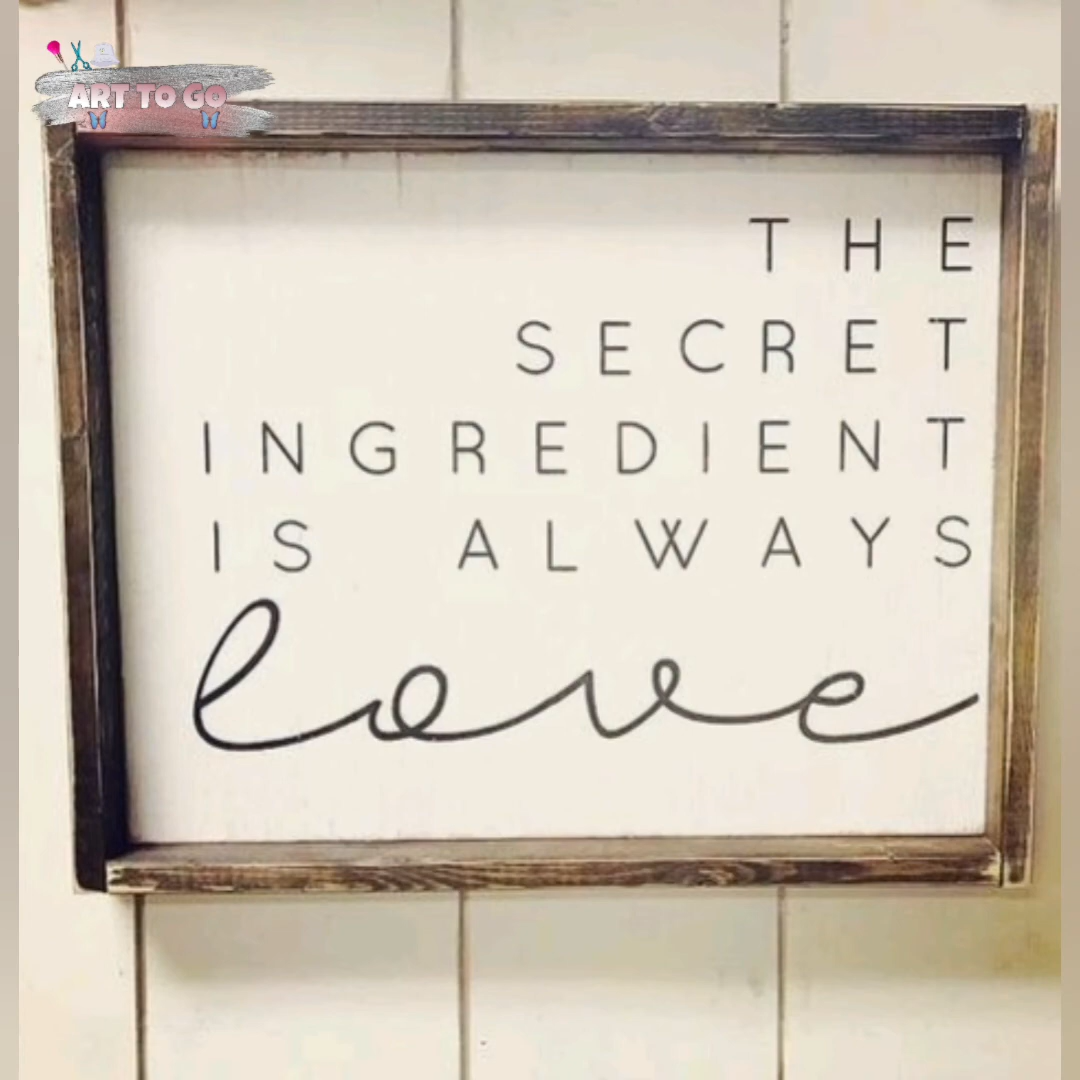 ART TO GO
THE
SECRET
INGREDIENT
IS ALWAYS
love